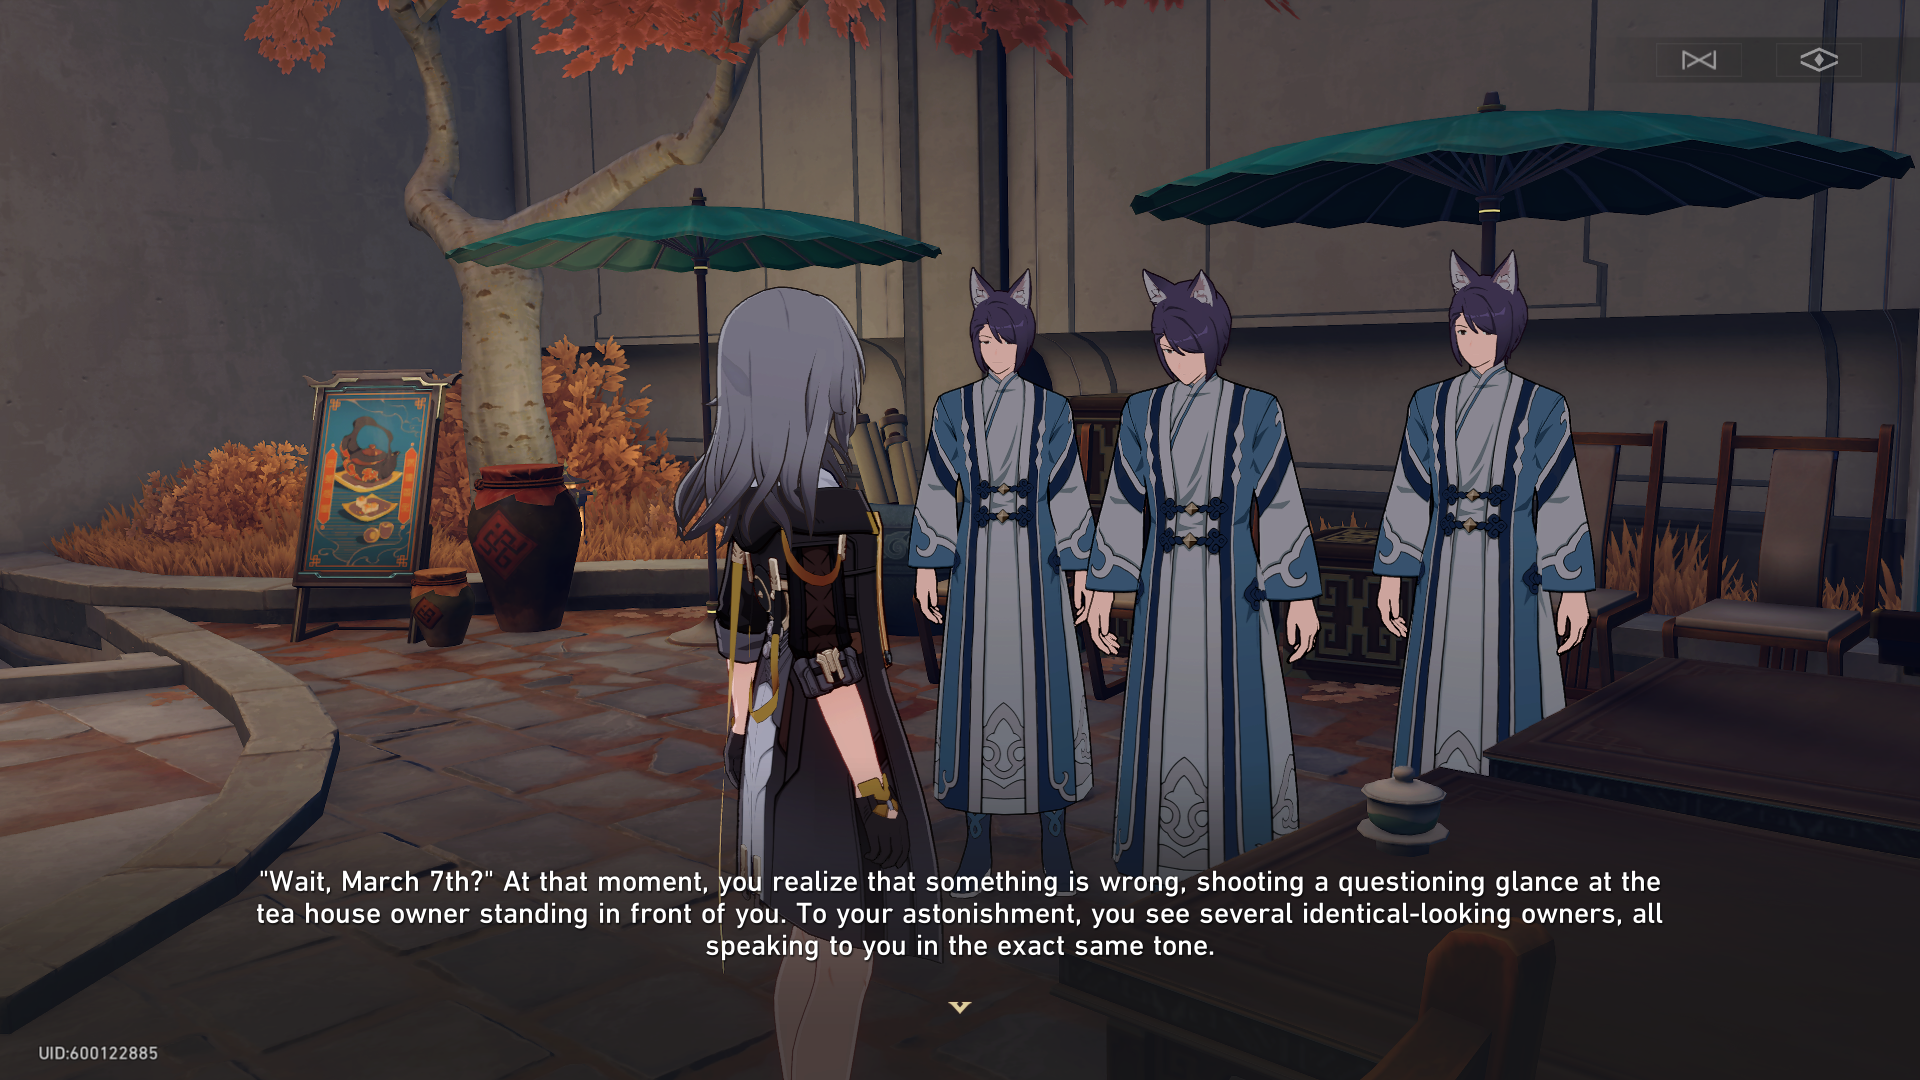 "Wait, March 7th?" At that moment, you realize that something is wrong, shooting a questioning glance at the
tea house owner standing in front of you. To your astonishment, you see several identical-looking owners, all
speaking to you in the exact same tone.
UID:600122885